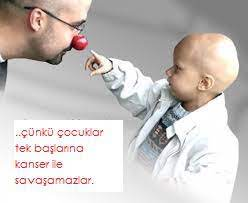 ..çünkü çocuklar
tek başlarına
kanser ile
savaşamazlar.